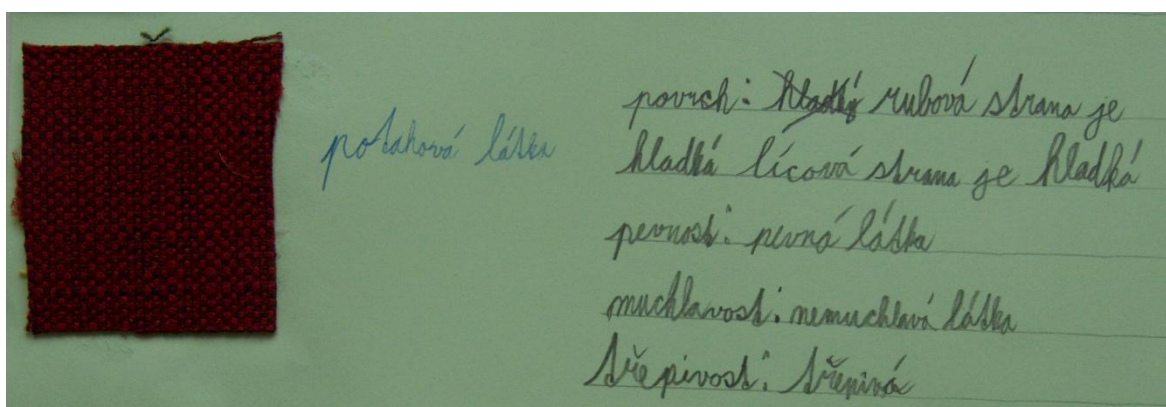 potahová látka
povrch: hladký rubová strana je
hladká lícová strana je hladká
pevnost: pevná látka
muchlavost: nemuchlavá látka
třepivost: třepivá